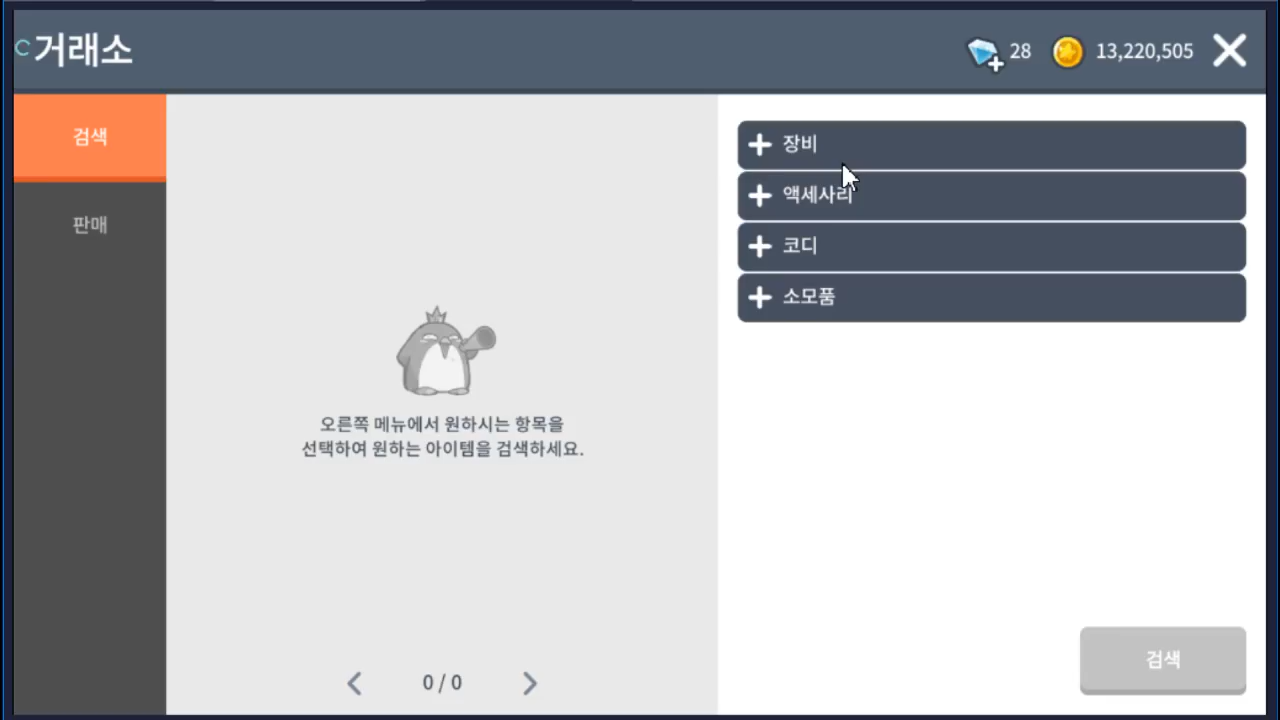 거래소
28
13,220,505
검색
판매
오른쪽 메뉴에서 원하시는 항목을
선택하여 원하는 아이템을 검색하세요.
0 / 0
장비
액세사리
코디
소모품
검색